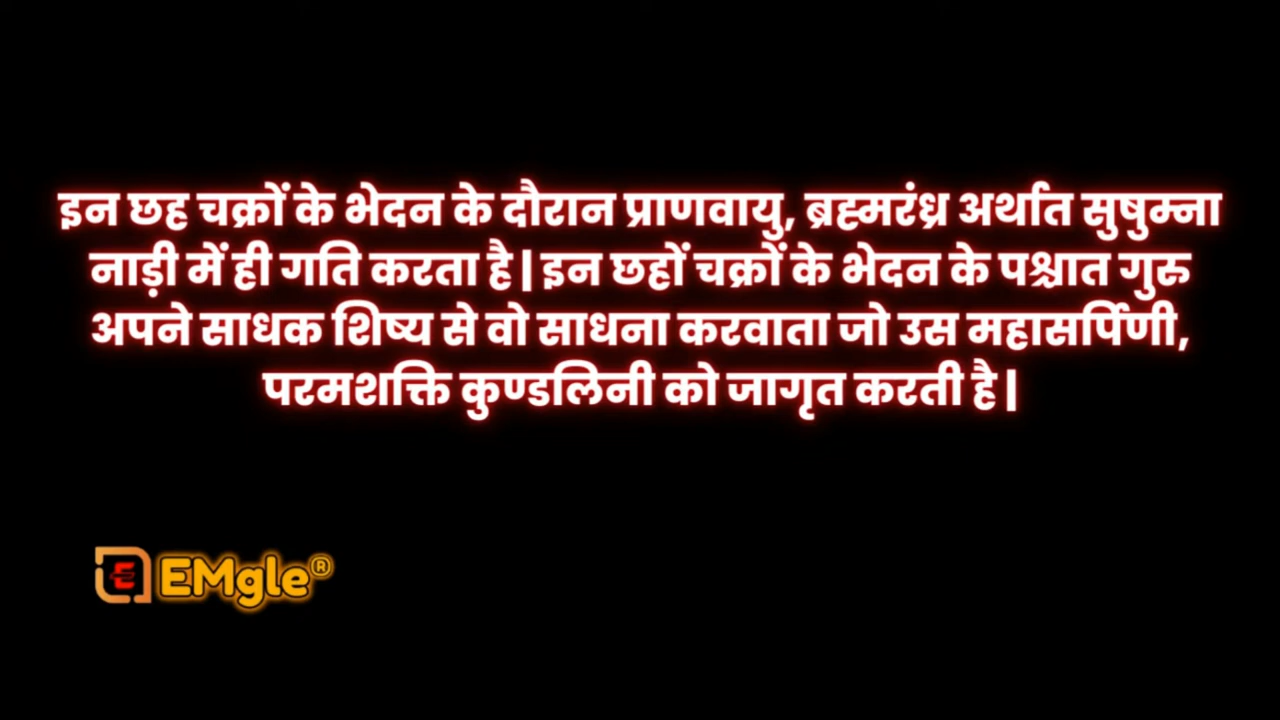 इन छह चक्रों के भेदन के दौरान प्राणवायु, ब्रह्मरंध्र अर्थात सुषुम्ना
नाड़ी में ही गति करता है | इन छहों चक्रों के भेदन के पश्चात गुरु
अपने साधक शिष्य से वो साधना करवाता जो उस महासर्पिणी,
परमशक्ति कुण्डलिनी को जागृत करती है |
E EMgle®